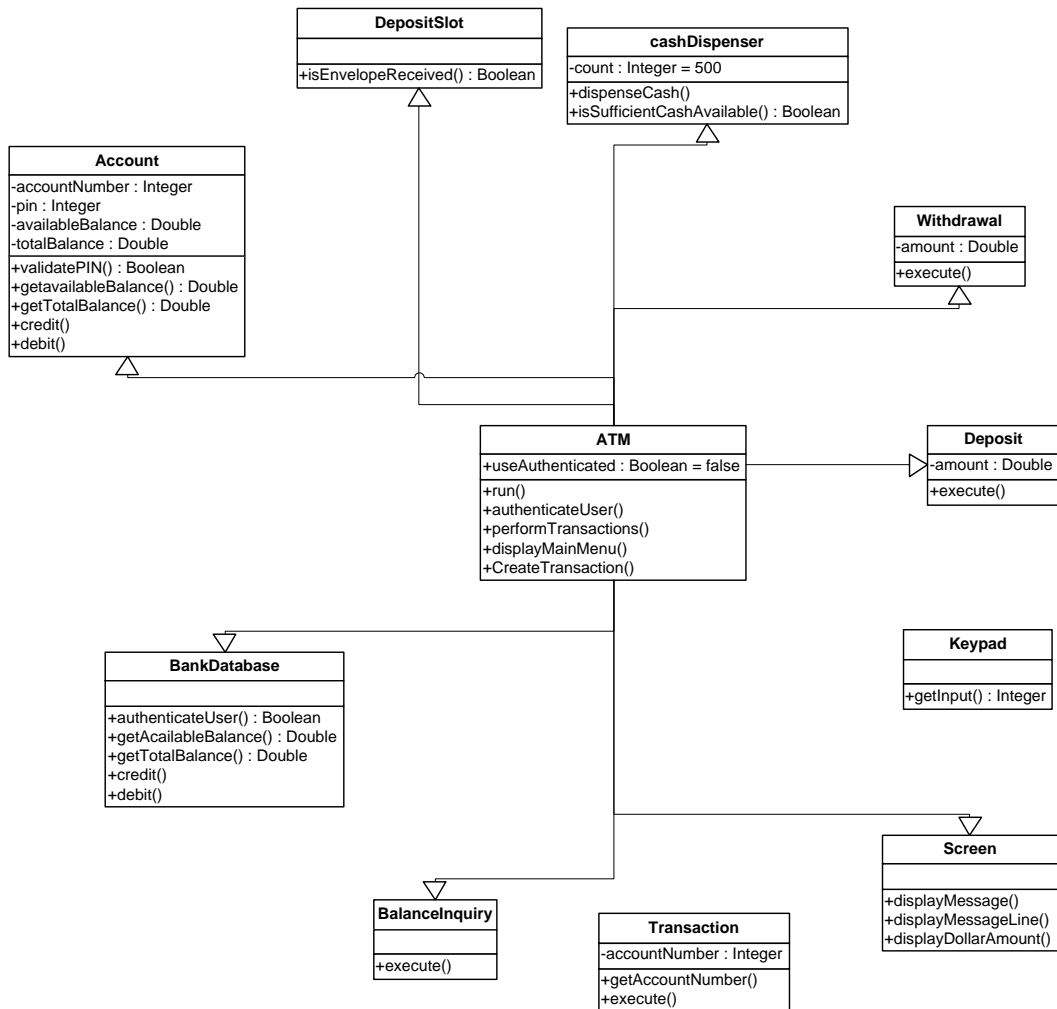 DepositSlot
+isEnvelopeReceived() : Boolean
cashDispenser
-count : Integer = 500
+dispenseCash()
+isSufficientCashAvailable() : Boolean
Account
-accountNumber : Integer
-pin : Integer
-availableBalance : Double
-totalBalance : Double
+validatePIN() : Boolean
+getavailableBalance() : Double
+getTotalBalance() : Double
+credit()
+debit()
Withdrawal
-amount : Double
+execute()
ATM
+useAuthenticated : Boolean = false
+run()
+authenticateUser()
+performTransactions()
+displayMainMenu()
+CreateTransaction()
Deposit
-amount : Double
+execute()
BankDatabase
+authenticateUser() : Boolean
+getAcailableBalance() : Double
+getTotalBalance() : Double
+credit()
+debit()
Keypad
+getInput() : Integer
Screen
+displayMessage()
+displayMessageLine()
+displayDollarAmount()
BalanceInquiry
+execute()
Transaction
-accountNumber : Integer
+getAccountNumber()
+execute()